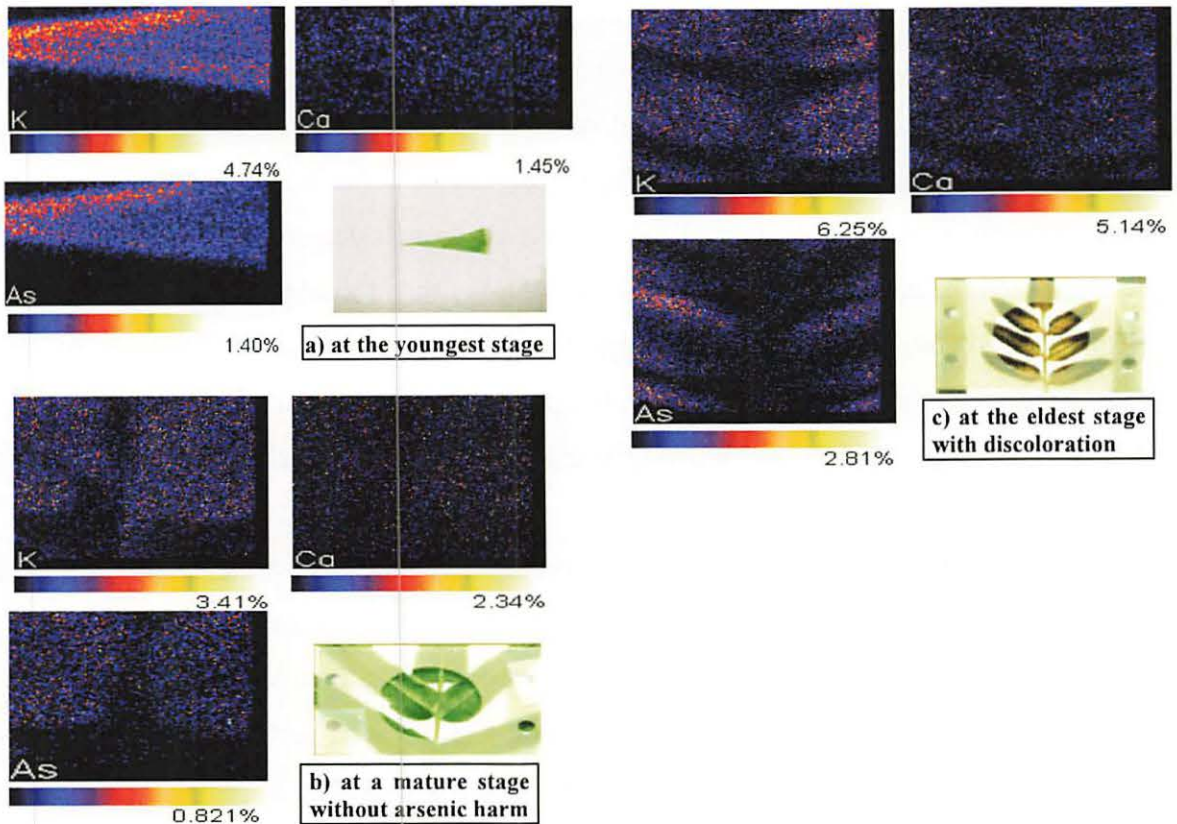 K
4.74%
Ca
1.45%
As
1.40%
a) at the youngest stage
K
3.41%
Ca
2.34%
As
0.821%
b) at a mature stage
without arsenic harm
K
6.25%
Ca
5.14%
As
2.81%
c) at the eldest stage
with discoloration